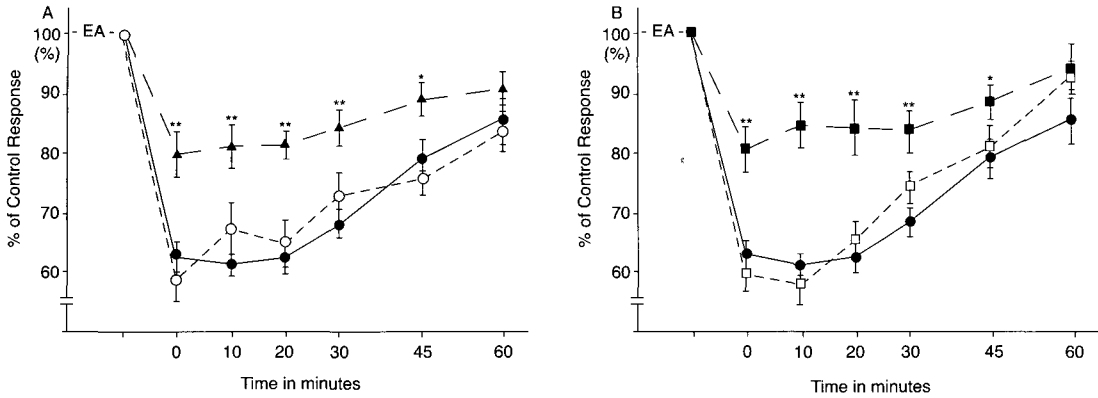 A
100 - EA -
(%)
90
80
70
60
% of Control Response
** ** ** ** *
0 10 20 30 45 60
Time in minutes
B
100 - EA -
(%)
90
80
70
60
% of Control Response
** ** ** ** *
0 10 20 30 45 60
Time in minutes